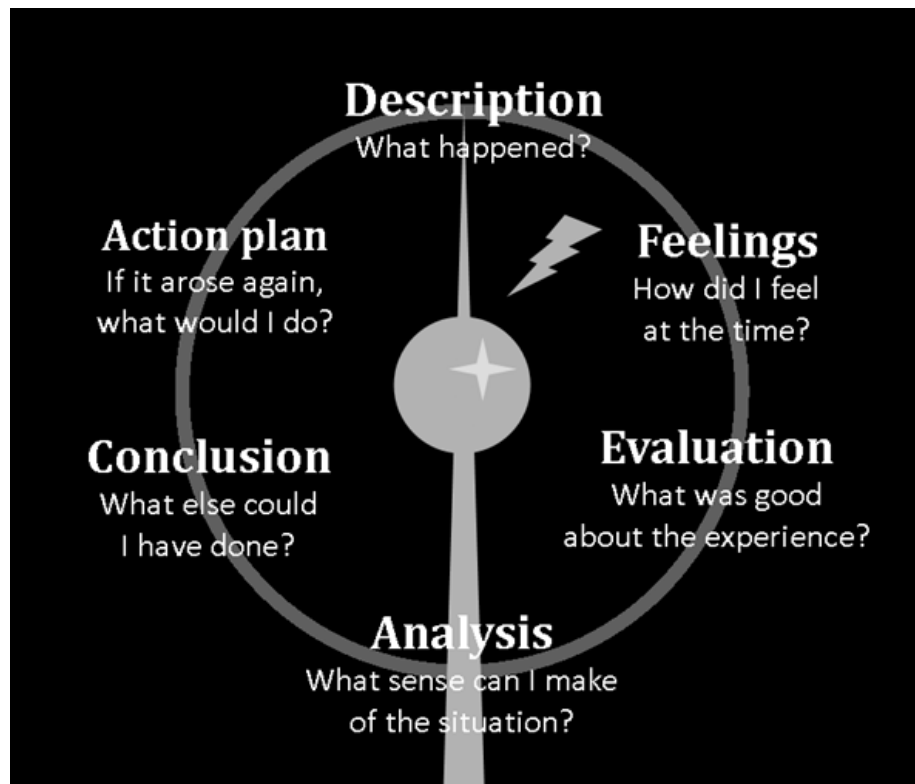 Description
What happened?
Feelings
How did I feel
at the time?
Evaluation
What was good
about the experience?
Analysis
What sense can I make
of the situation?
Conclusion
What else could
I have done?
Action plan
If it arose again,
what would I do?